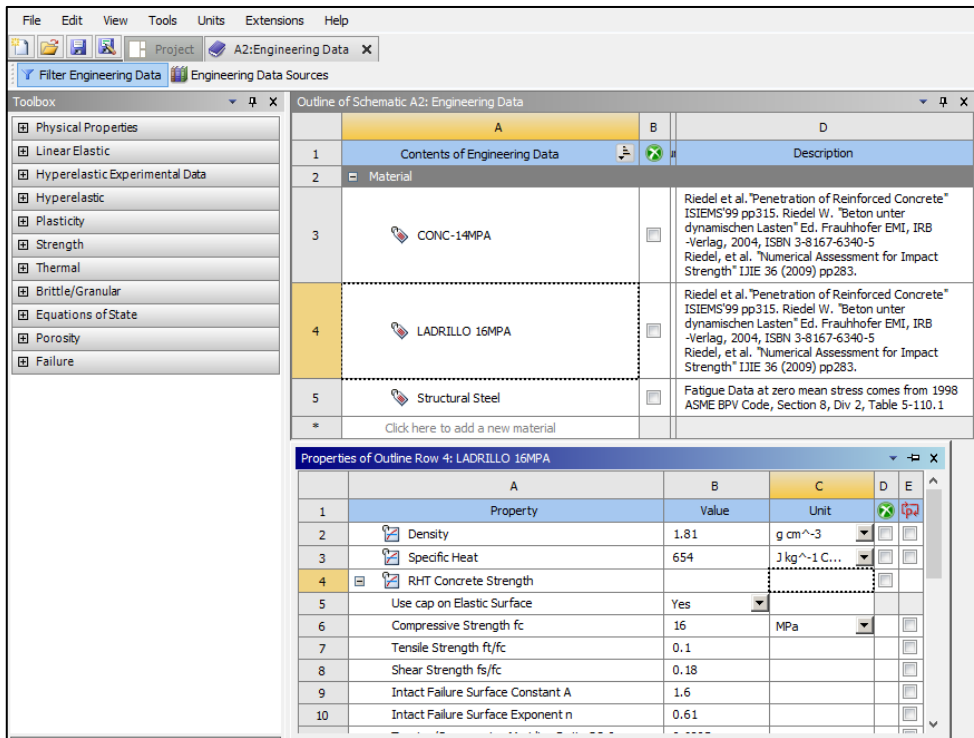 File Edit View Tools Units Extensions Help
Project A2:Engineering Data
Filter Engineering Data Engineering Data Sources
Toolbox
Physical Properties
Linear Elastic
Hyperelastic Experimental Data
Hyperelastic
Plasticity
Strength
Thermal
Brittle/Granular
Equations of State
Porosity
Failure
Outline of Schematic A2: Engineering Data
A B D
1 Contents of Engineering Data Description
2 Material
3 CONC-14MPA
Riedel et al."Penetration of Reinforced Concrete"
ISIEMS'99 pp315. Riedel W. "Beton unter
dynamischen Lasten" Ed. Frauhhofer EMI, IRB
-Verlag, 2004, ISBN 3-8167-6340-5
Riedel, et al. "Numerical Assessment for Impact
Strength" IJIE 36 (2009) pp283.
4 LADRILLO 16MPA
Riedel et al."Penetration of Reinforced Concrete"
ISIEMS'99 pp315. Riedel W. "Beton unter
dynamischen Lasten" Ed. Frauhhofer EMI, IRB
-Verlag, 2004, ISBN 3-8167-6340-5
Riedel, et al. "Numerical Assessment for Impact
Strength" IJIE 36 (2009) pp283.
5 Structural Steel
Fatigue Data at zero mean stress comes from 1998
ASME BPV Code, Section 8, Div 2, Table 5-110.1
* Click here to add a new material
Properties of Outline Row 4: LADRILLO 16MPA
A B C D E
1 Property Value Unit
2 Density 1.81 g cm^-3
3 Specific Heat 654 J kg^-1 C...
4 RHT Concrete Strength
5 Use cap on Elastic Surface Yes
6 Compressive Strength fc 16 MPa
7 Tensile Strength ft/fc 0.1
8 Shear Strength fs/fc 0.18
9 Intact Failure Surface Constant A 1.6
10 Intact Failure Surface Exponent n 0.61